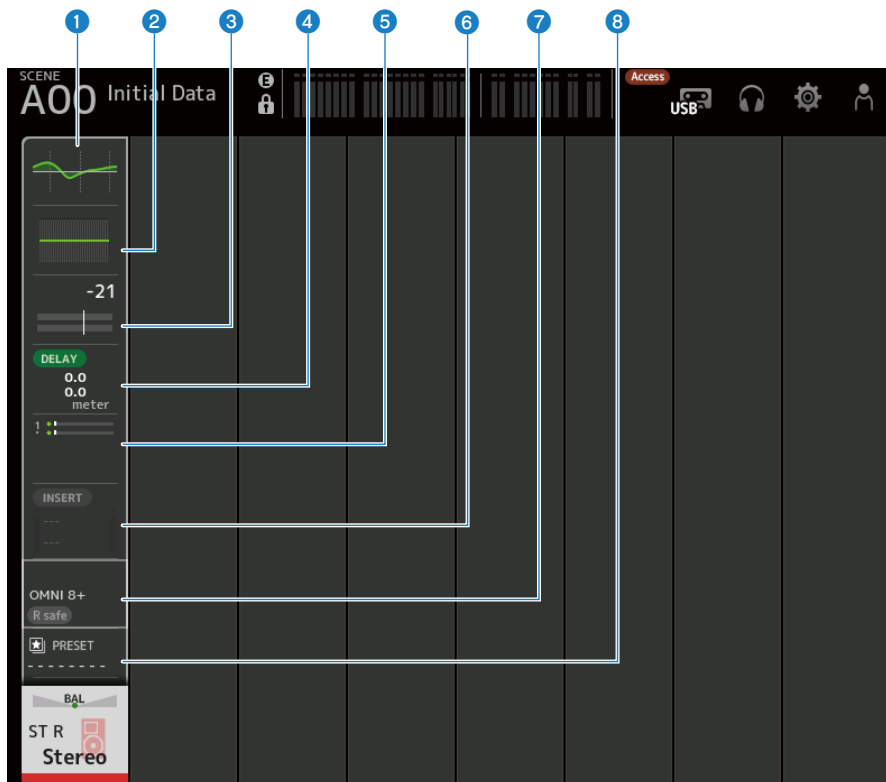 1 2 3 4 5 6 7 8
SCENE
A00 Initial Data
E
Access
USB
-21
DELAY
0.0
0.0
meter
1
INSERT
---
---
OMNI 8+
R safe
PRESET
--------
BAL
ST R
Stereo